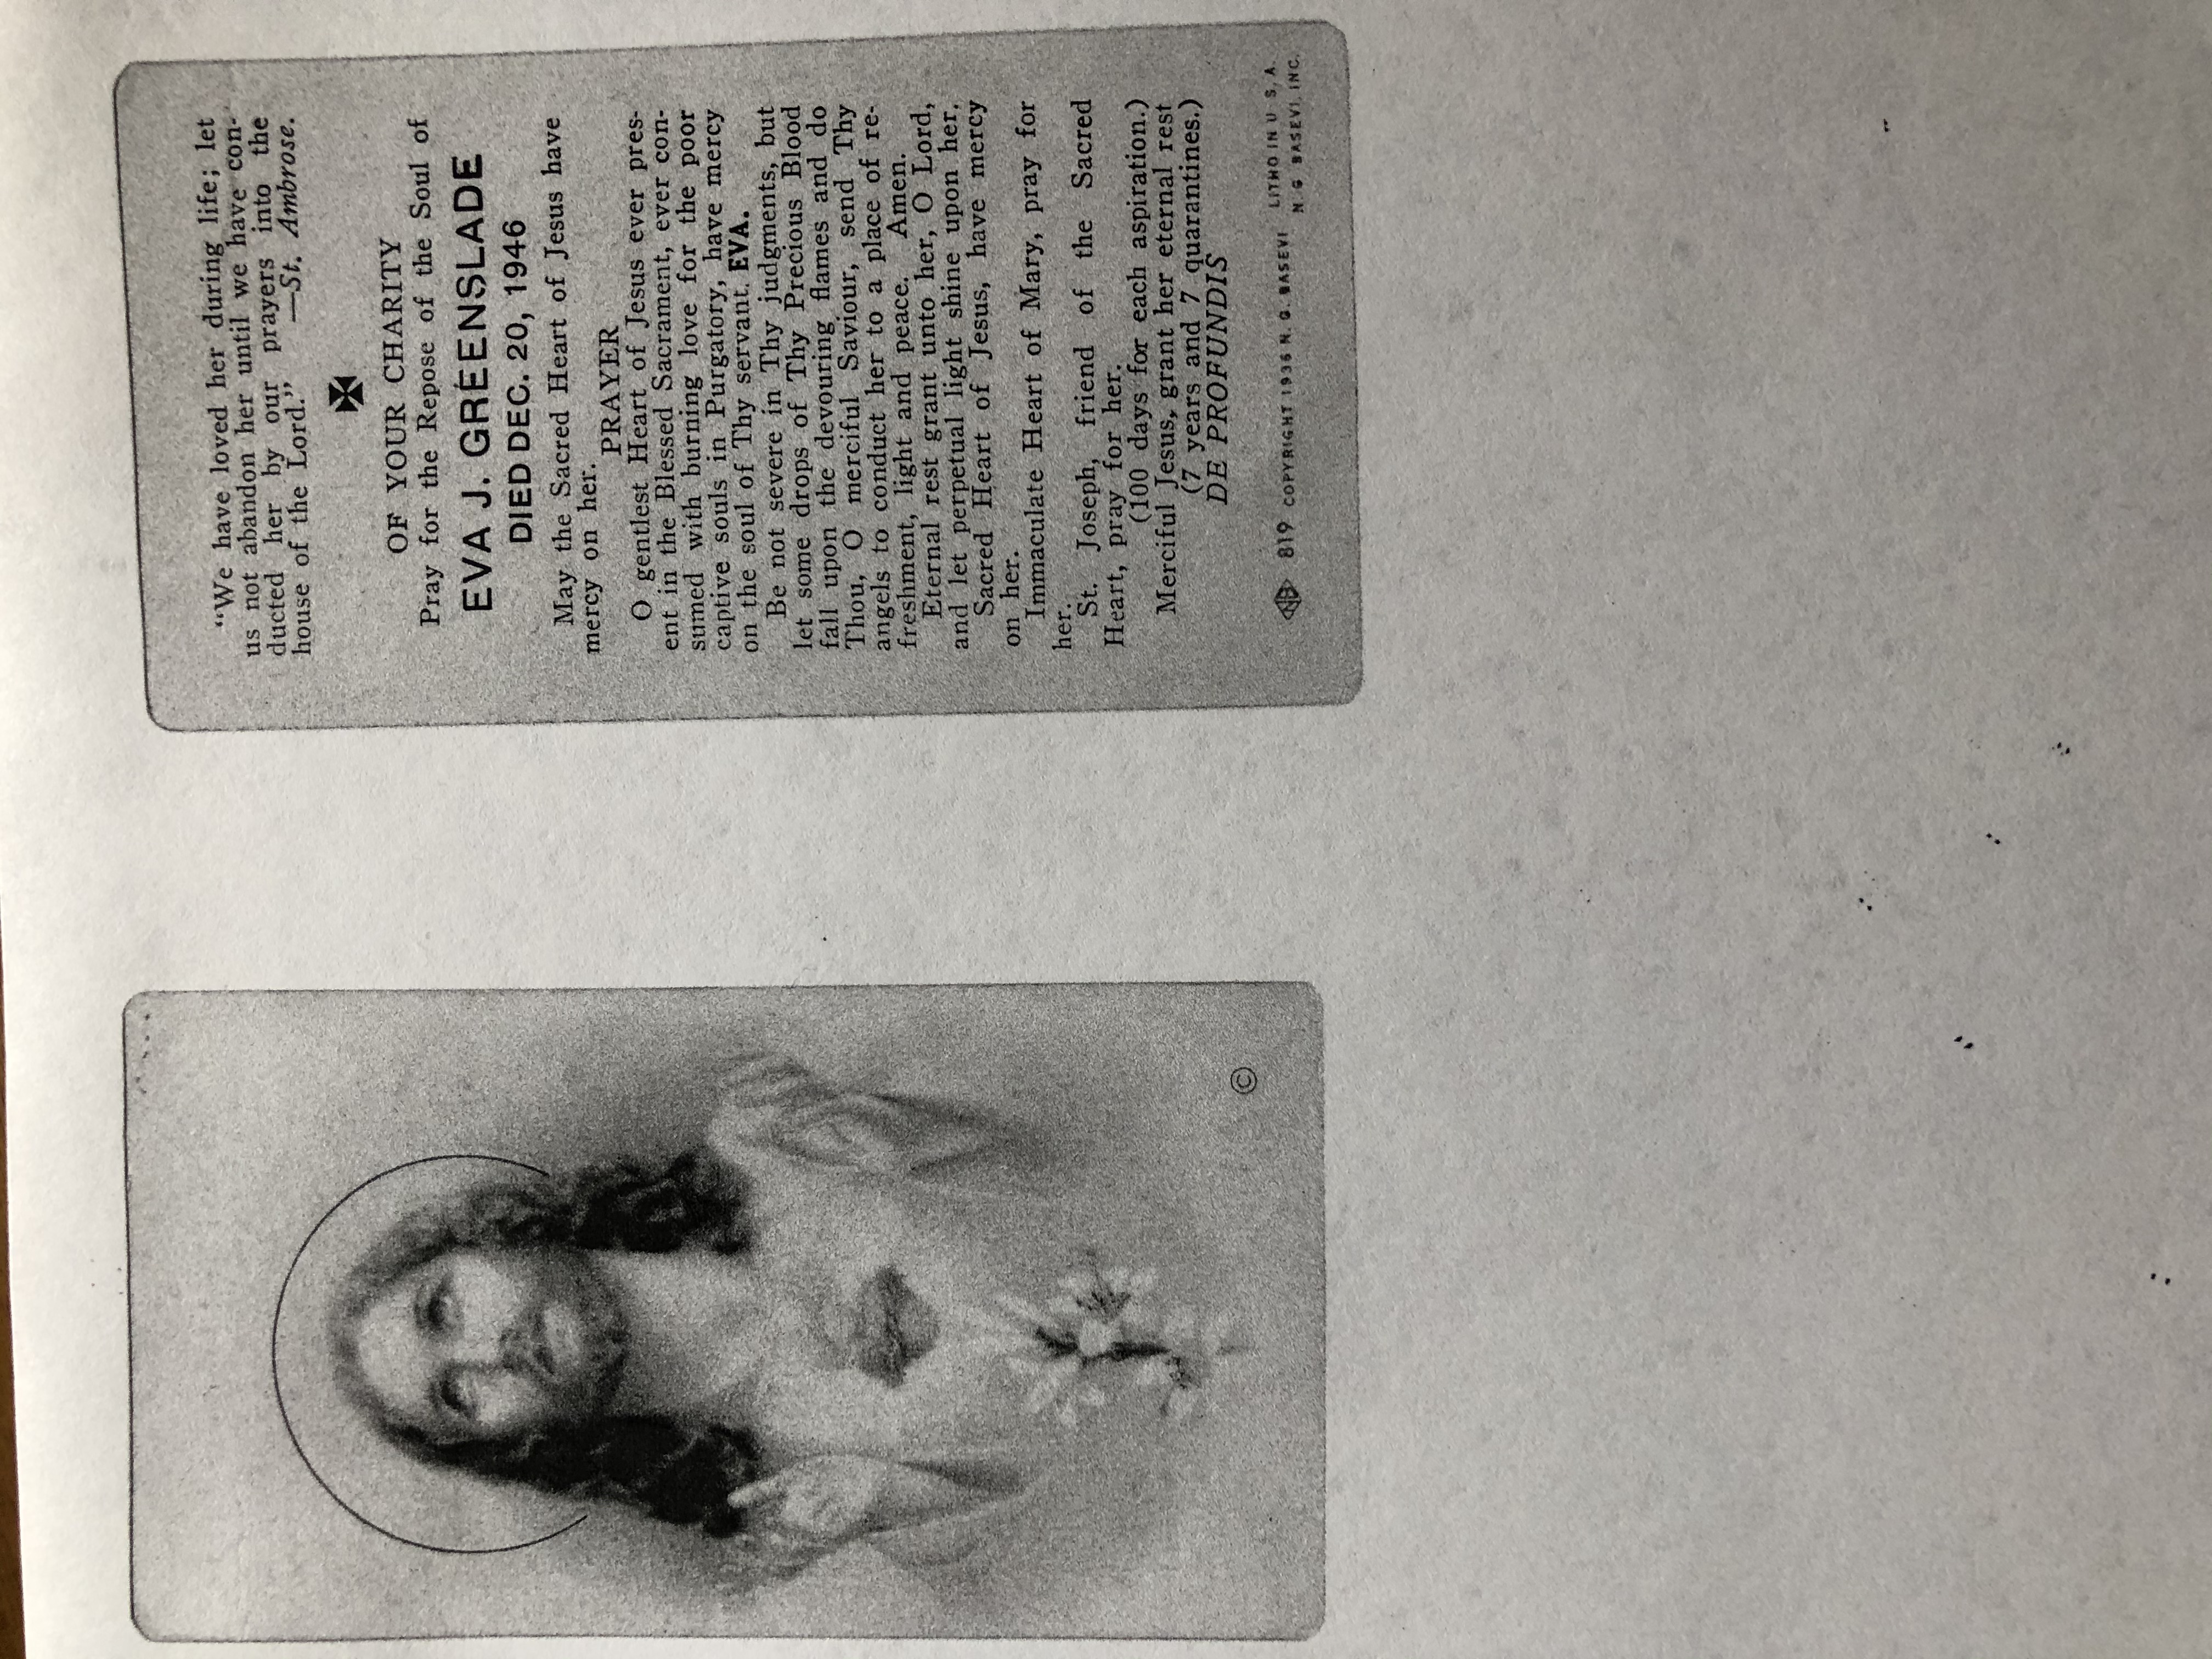 ©
“We have loved her during life; let
us not abandon her until we have con-
ducted her by our prayers into the
house of the Lord.” —St. Ambrose.
OF YOUR CHARITY
Pray for the Repose of the Soul of
EVA J. GREENSLADE
DIED DEC. 20, 1946
May the Sacred Heart of Jesus have
mercy on her.
PRAYER
O gentlest Heart of Jesus ever pres-
ent in the Blessed Sacrament, ever con-
sumed with burning love for the poor
captive souls in Purgatory, have mercy
on the soul of Thy servant. EVA.
Be not severe in Thy judgments, but
let some drops of Thy Precious Blood
fall upon the devouring flames and do
Thou, O merciful Saviour, send Thy
angels to conduct her to a place of re-
freshment, light and peace. Amen.
Eternal rest grant unto her, O Lord,
and let perpetual light shine upon her.
Sacred Heart of Jesus, have mercy
on her.
Immaculate Heart of Mary, pray for
her.
St. Joseph, friend of the Sacred
Heart, pray for her.
(100 days for each aspiration.)
Merciful Jesus, grant her eternal rest
(7 years and 7 quarantines.)
DE PROFUNDIS
NB 819 COPYRIGHT 1936 N. G. BASEVI
LITHO IN U. S. A.
N. G. BASEVI, INC.